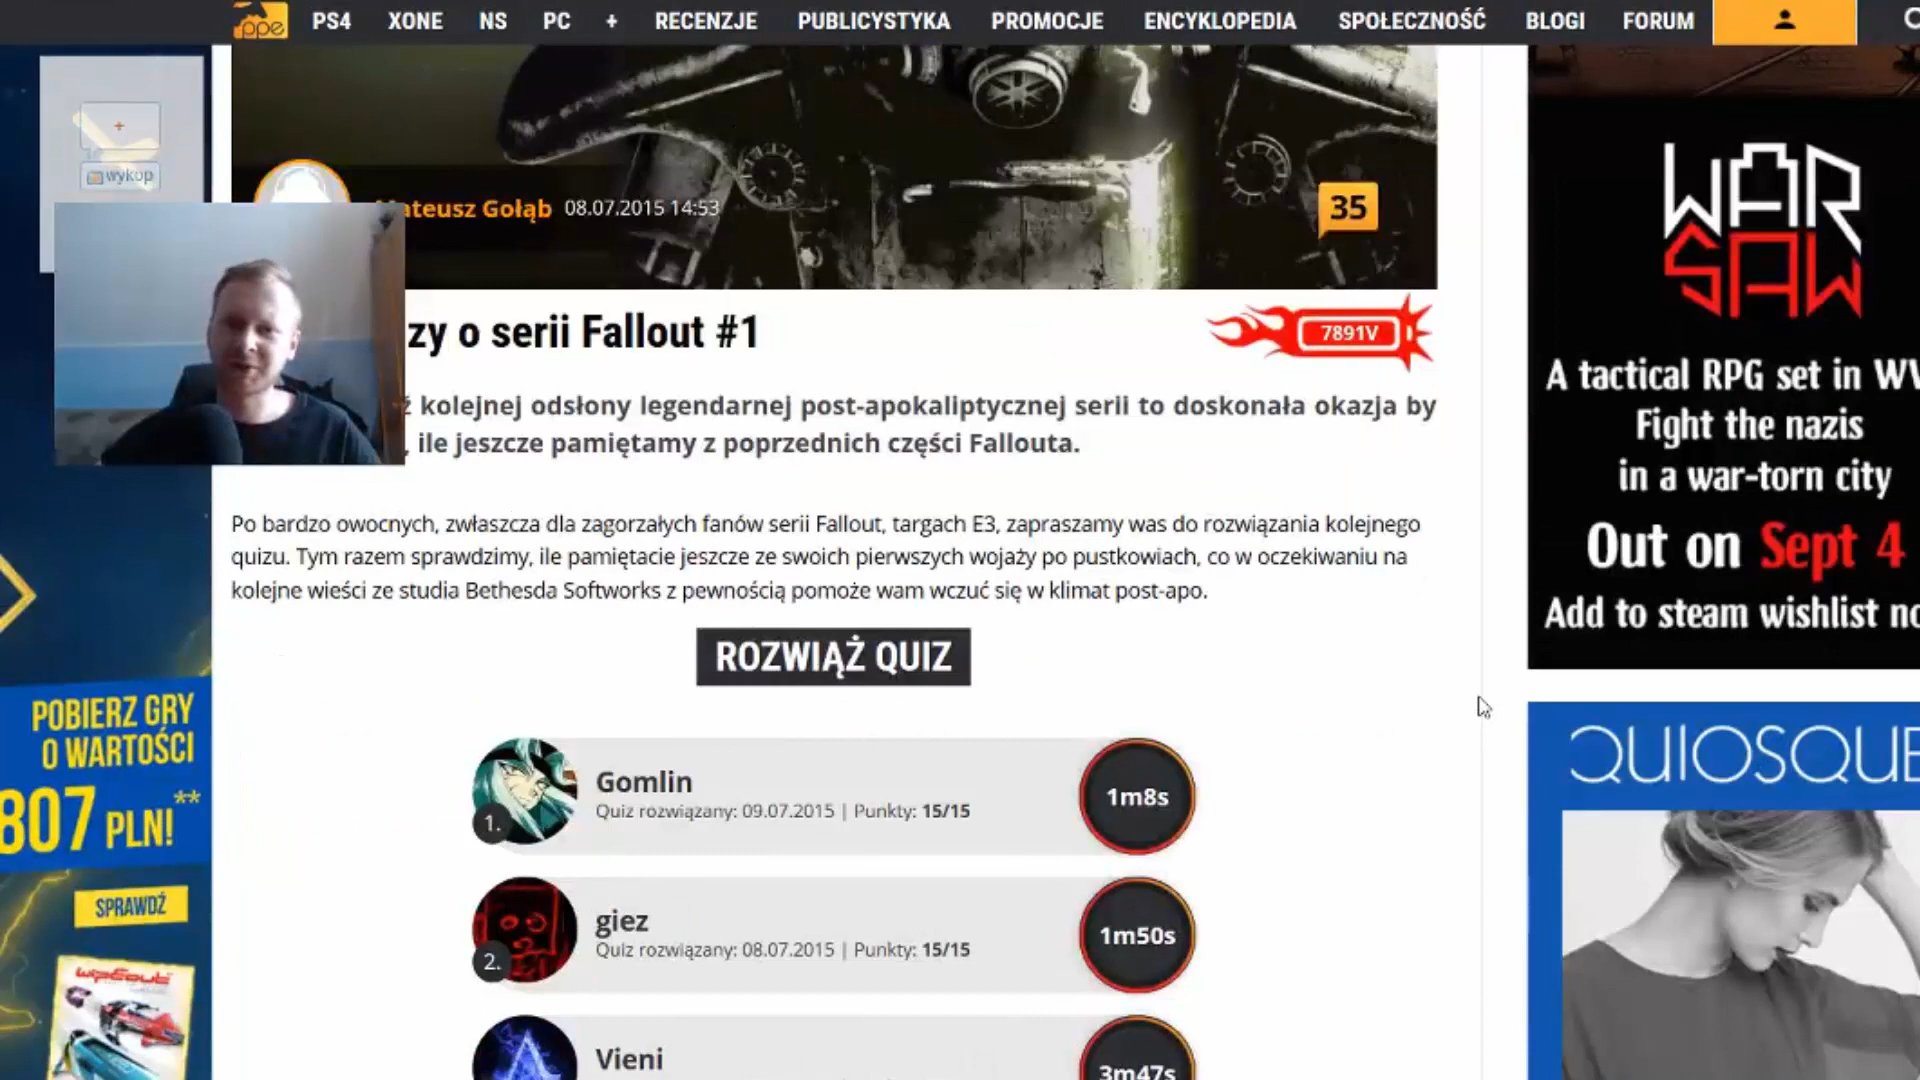 ppe
PS4
XONE
NS
PC
+
RECENZJE
PUBLICYSTYKA
PROMOCJE
ENCYKLOPEDIA
SPOŁECZNOŚĆ
BLOGI
FORUM
+
wykop
ateusz Gołąb 08.07.2015 14:53
35
zy o serii Fallout #1
7891V
ź kolejnej odsłony legendarnej post-apokaliptycznej serii to doskonała okazja by
, ile jeszcze pamiętamy z poprzednich części Fallouta.
Po bardzo owocnych, zwłaszcza dla zagorzałych fanów serii Fallout, targach E3, zapraszamy was do rozwiązania kolejnego
quizu. Tym razem sprawdzimy, ile pamiętacie jeszcze ze swoich pierwszych wojaży po pustkowiach, co w oczekiwaniu na
kolejne wieści ze studia Bethesda Softworks z pewnością pomoże wam wczuć się w klimat post-apo.
ROZWIĄŻ QUIZ
1.
Gomlin
Quiz rozwiązany: 09.07.2015 | Punkty: 15/15
1m8s
2.
giez
Quiz rozwiązany: 08.07.2015 | Punkty: 15/15
1m50s
Vieni
3m47s
POBIERZ GRY
O WARTOŚCI
807 PLN!**
SPRAWDŹ
wipEout
WAR
SAW
A tactical RPG set in W
Fight the nazis
in a war-torn city
Out on Sept 4
Add to steam wishlist no
QUIOSQUE